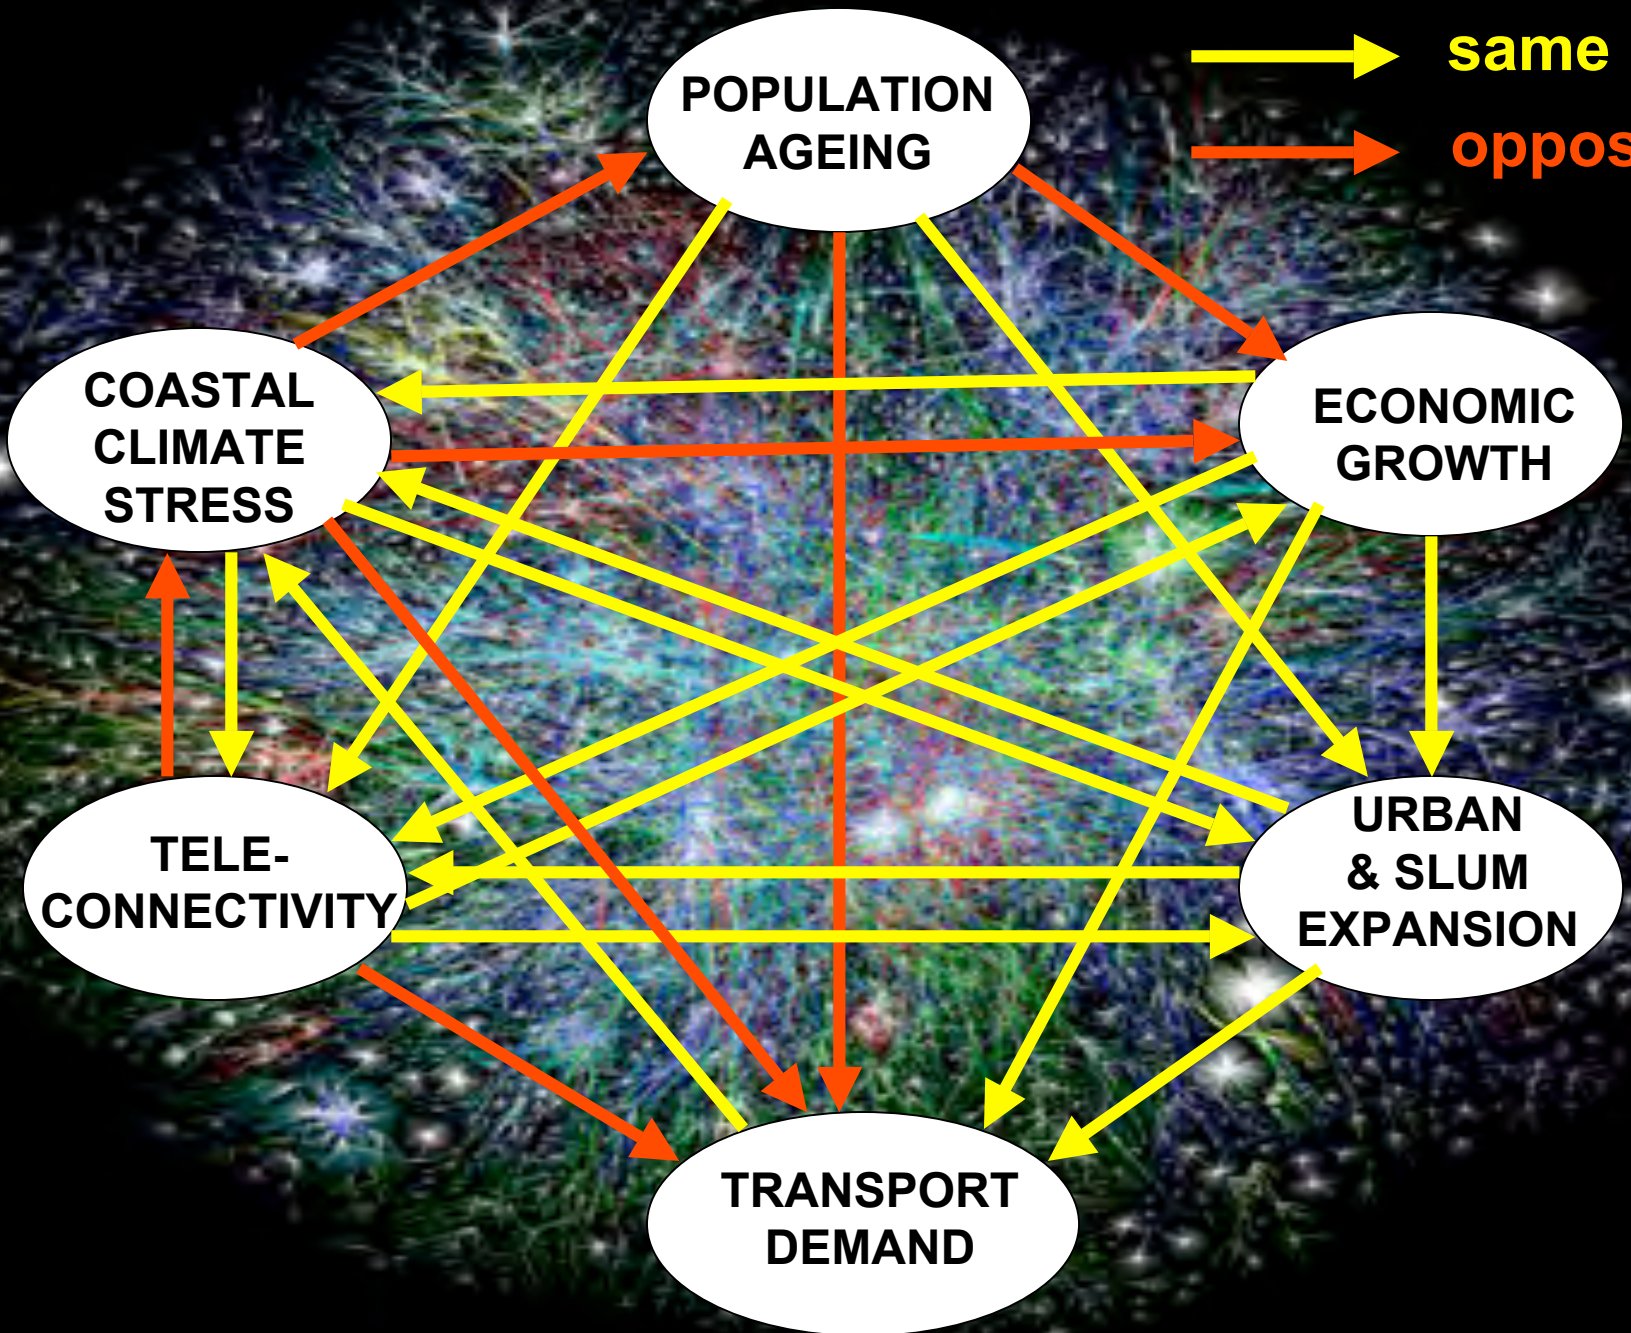 same
oppos
POPULATION
AGEING
COASTAL
CLIMATE
STRESS
ECONOMIC
GROWTH
TELE-
CONNECTIVITY
URBAN
& SLUM
EXPANSION
TRANSPORT
DEMAND